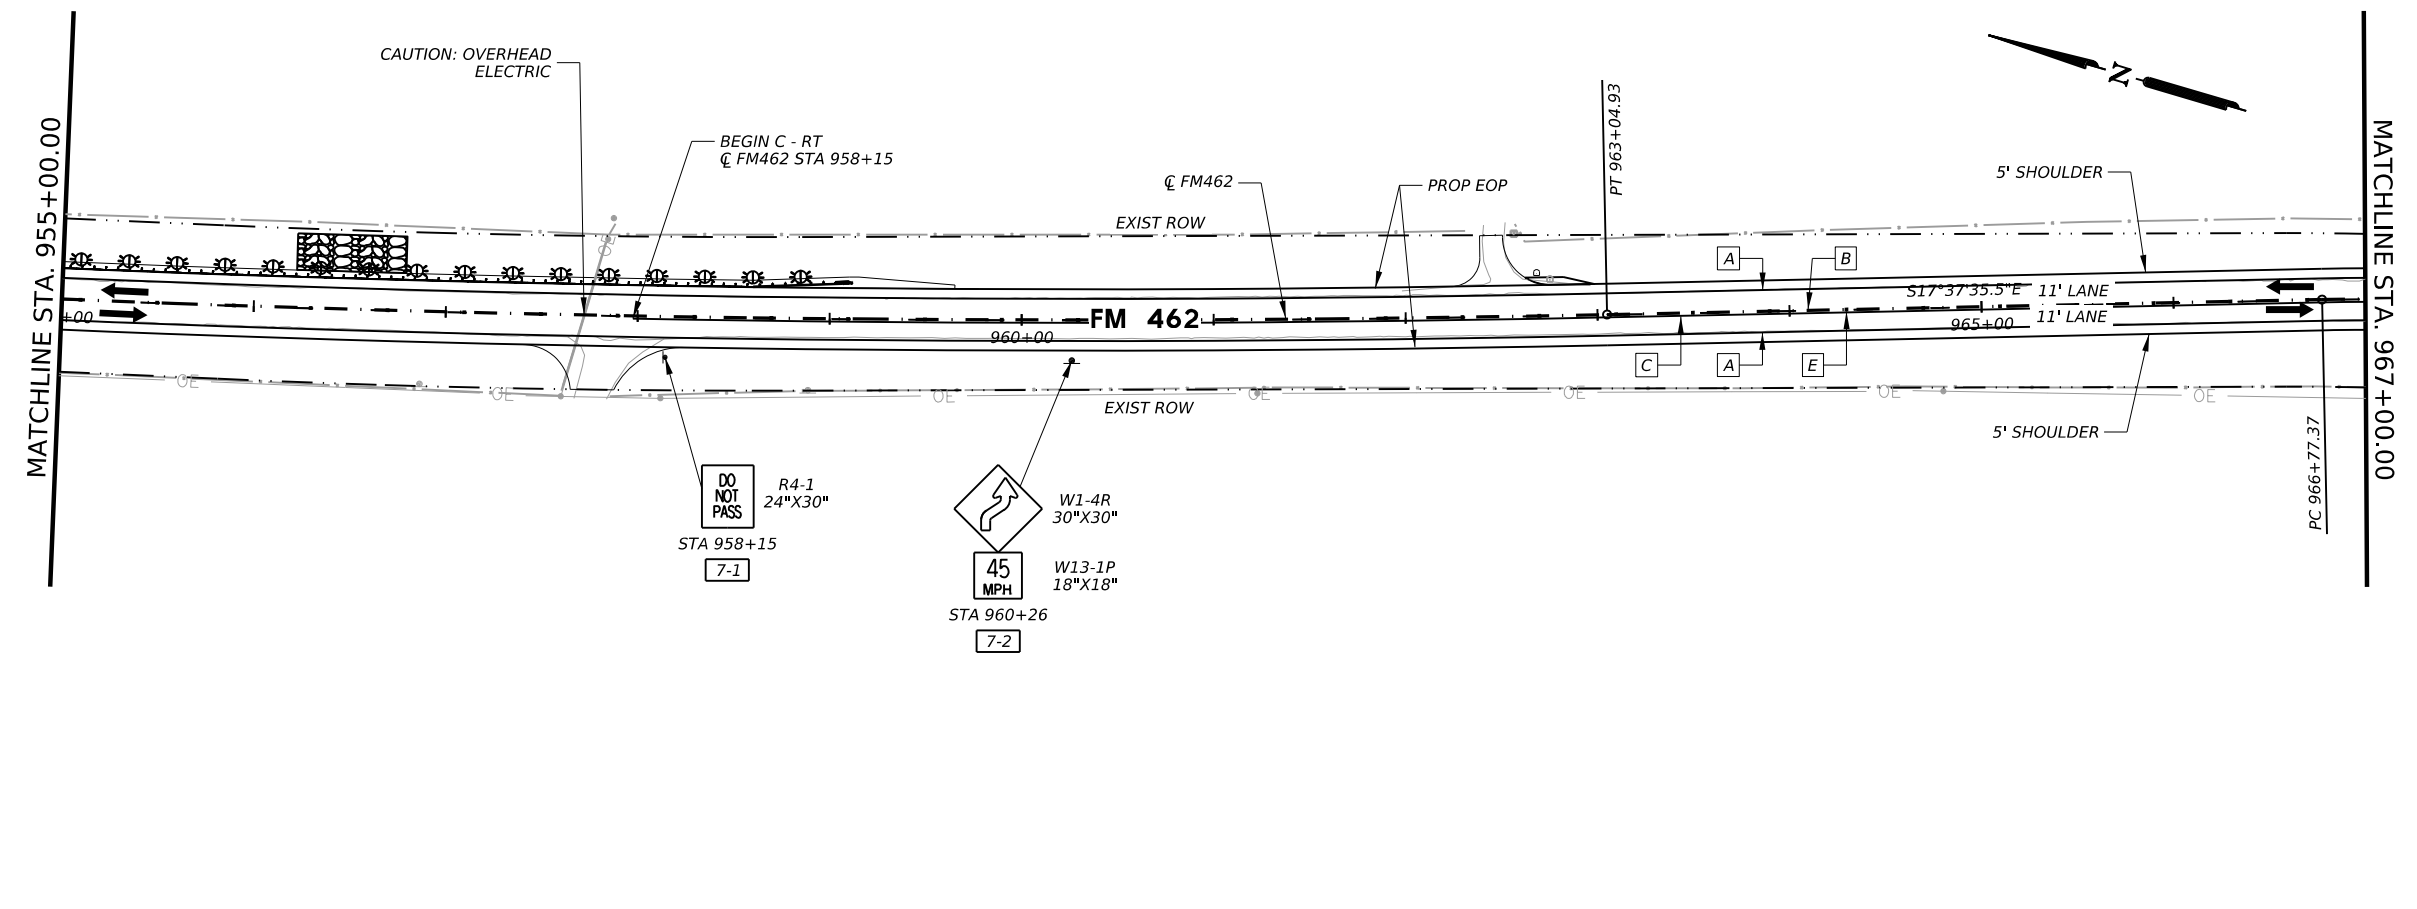 CAUTION: OVERHEAD
ELECTRIC
BEGIN C - RT
℄ FM462 STA 958+15
℄ FM462
PROP EOP
EXIST ROW
PT 963+04.93
N
5' SHOULDER
MATCHLINE STA. 955+00.00
MATCHLINE STA. 967+00.00
A
B
S17°37'35.5"E
11' LANE
11' LANE
+00
FM 462
960+00
965+00
C
A
E
OE
OE
OE
OE
OE
OE
OE
OE
EXIST ROW
5' SHOULDER
PC 966+77.37
DO
NOT
PASS
R4-1
24"X30"
STA 958+15
7-1
W1-4R
30"X30"
45
MPH
W13-1P
18"X18"
STA 960+26
7-2